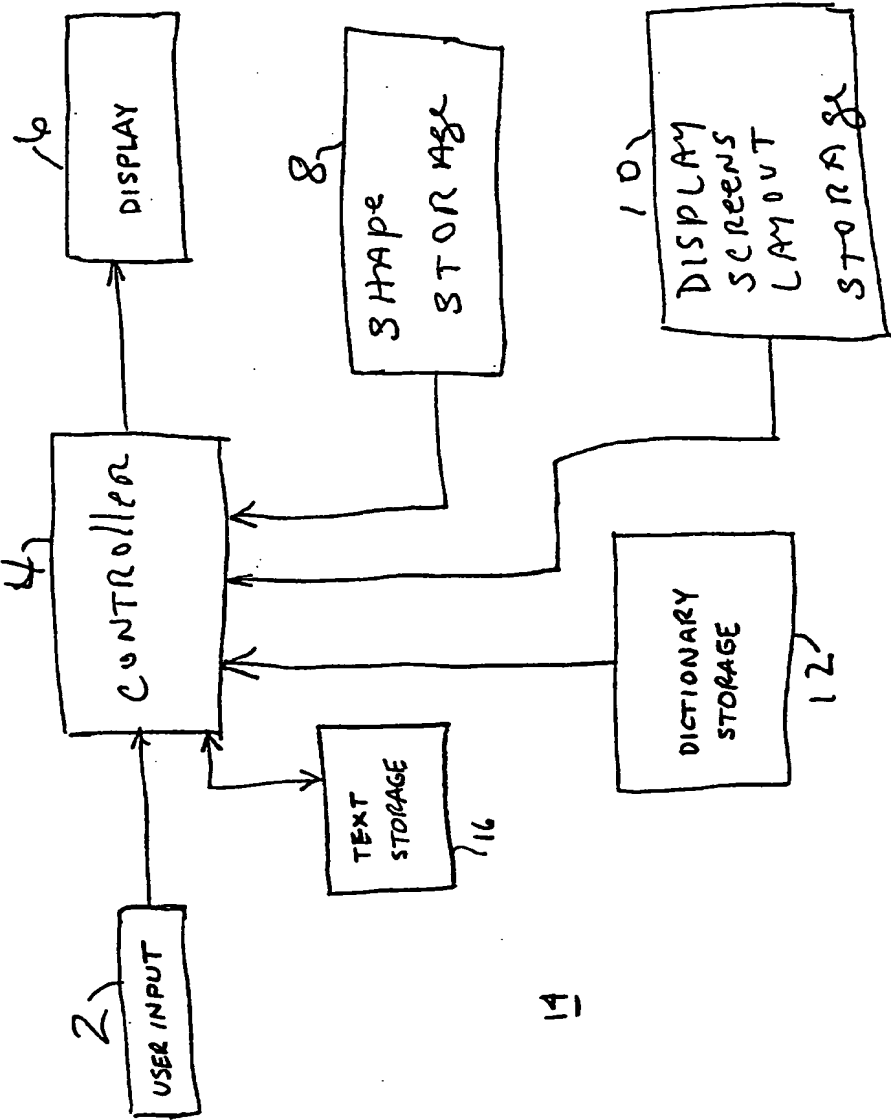 2
USER INPUT
4
CONTROller
6
DISPLAY
TEXT
STORAGE
16
8
SHApe
STORAge
14
DICTIONARY
STORAGE
12
10
DISPLAY
SCReeNS
LAYOUT
STORAge